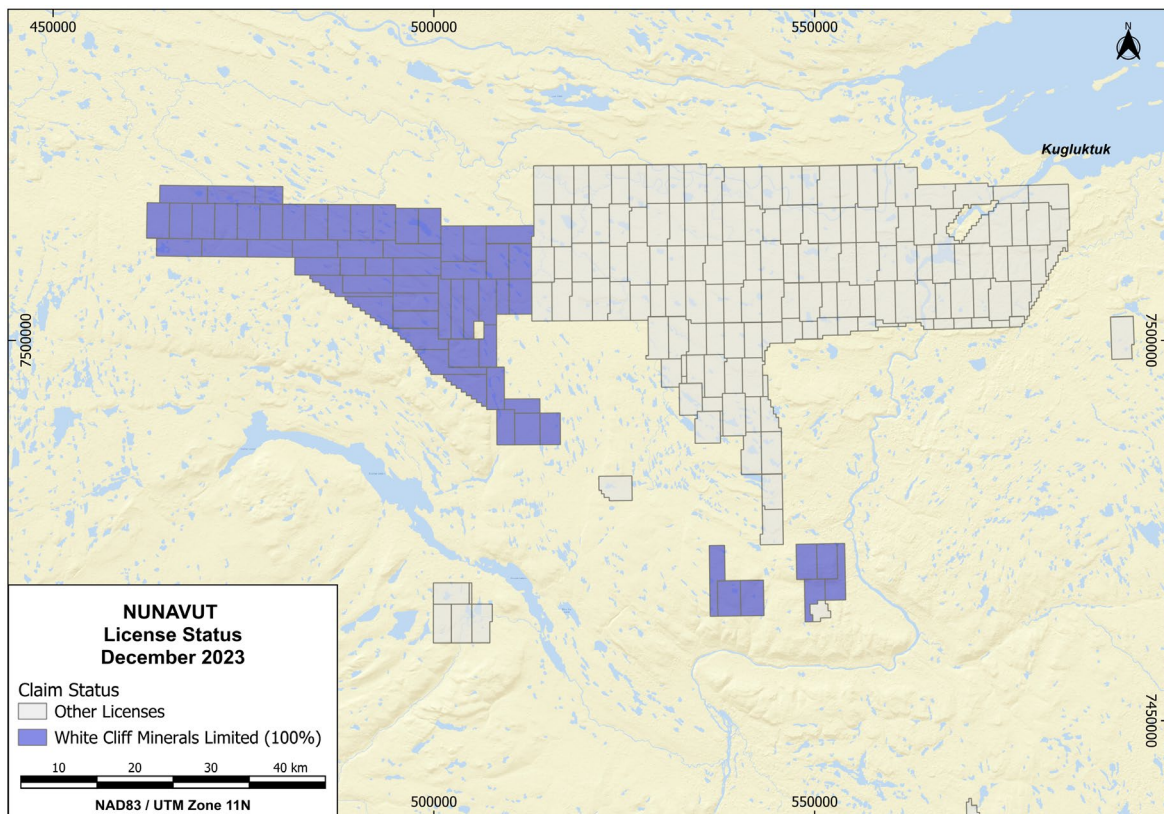 450000
500000
550000
N
Kugluktuk
7500000
7500000
NUNAVUT
License Status
December 2023
Claim Status
Other Licenses
White Cliff Minerals Limited (100%)
10 20 30 40 km
NAD83 / UTM Zone 11N
7450000
500000
550000